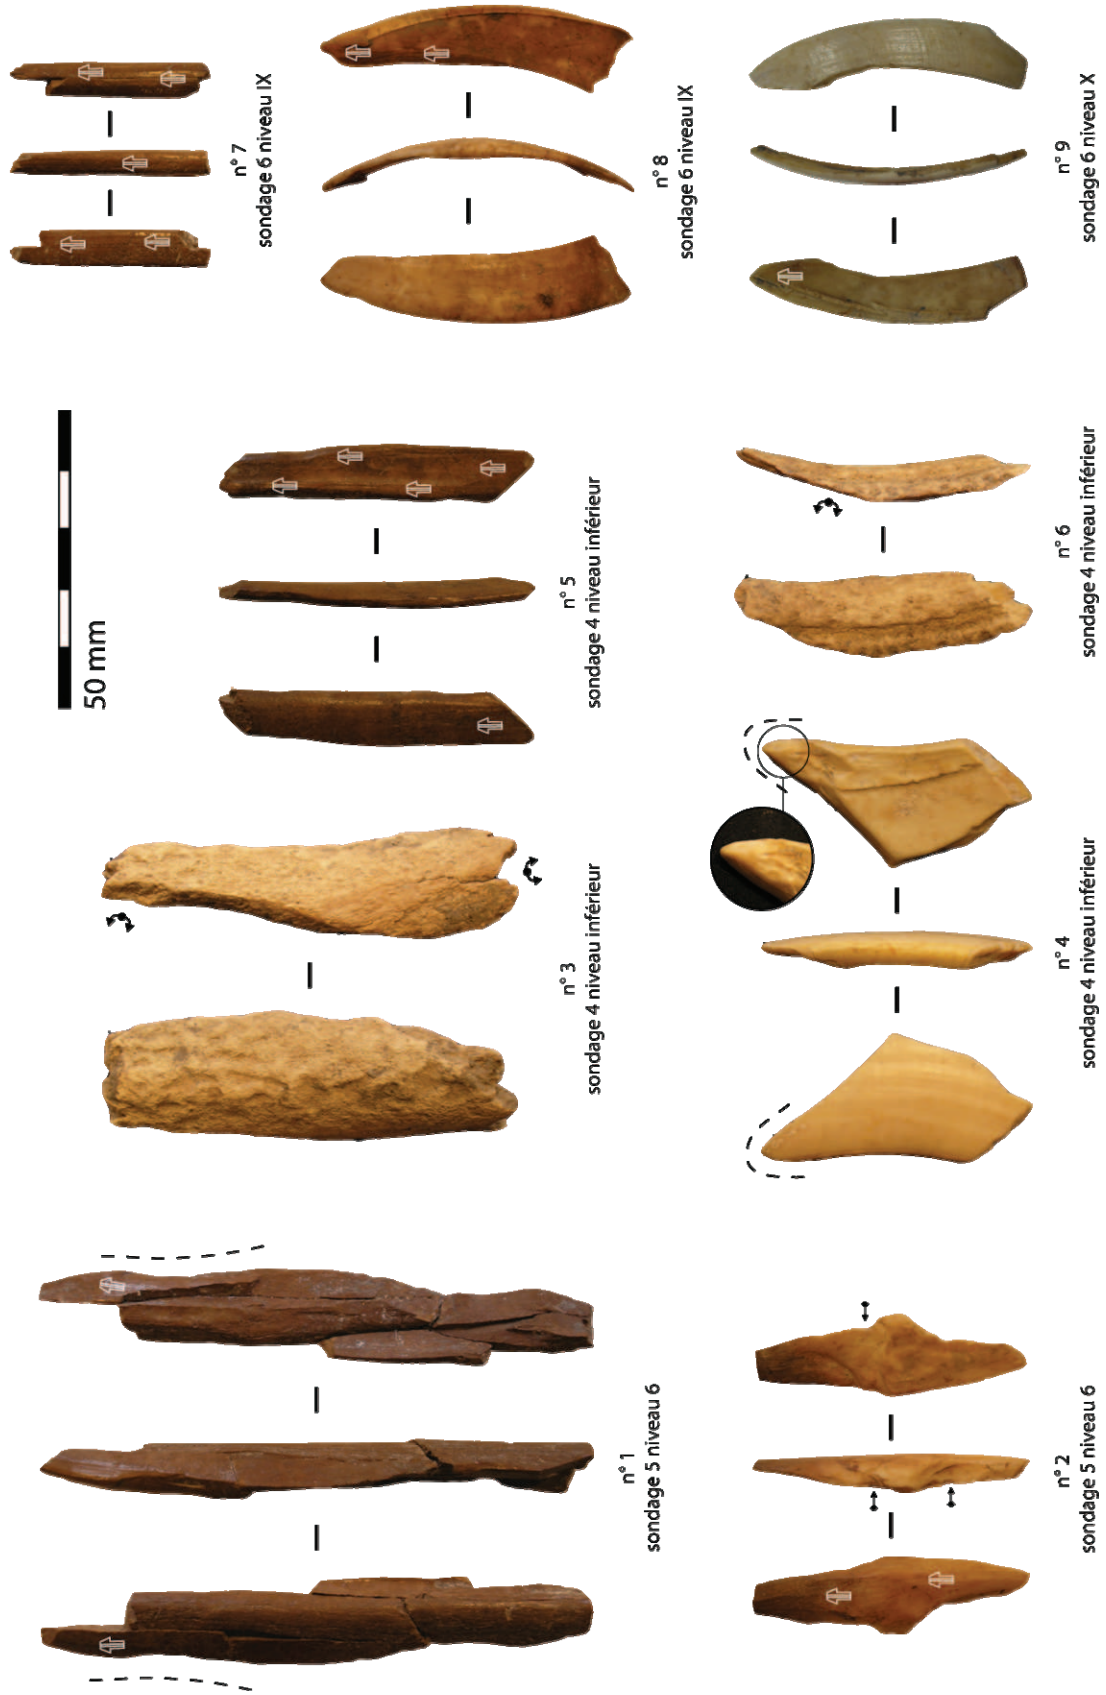 n° 1
sondage 5 niveau 6
n° 2
sondage 5 niveau 6
n° 3
sondage 4 niveau inférieur
n° 4
sondage 4 niveau inférieur
50 mm
n° 5
sondage 4 niveau inférieur
n° 6
sondage 4 niveau inférieur
n° 7
sondage 6 niveau IX
n° 8
sondage 6 niveau IX
n° 9
sondage 6 niveau X